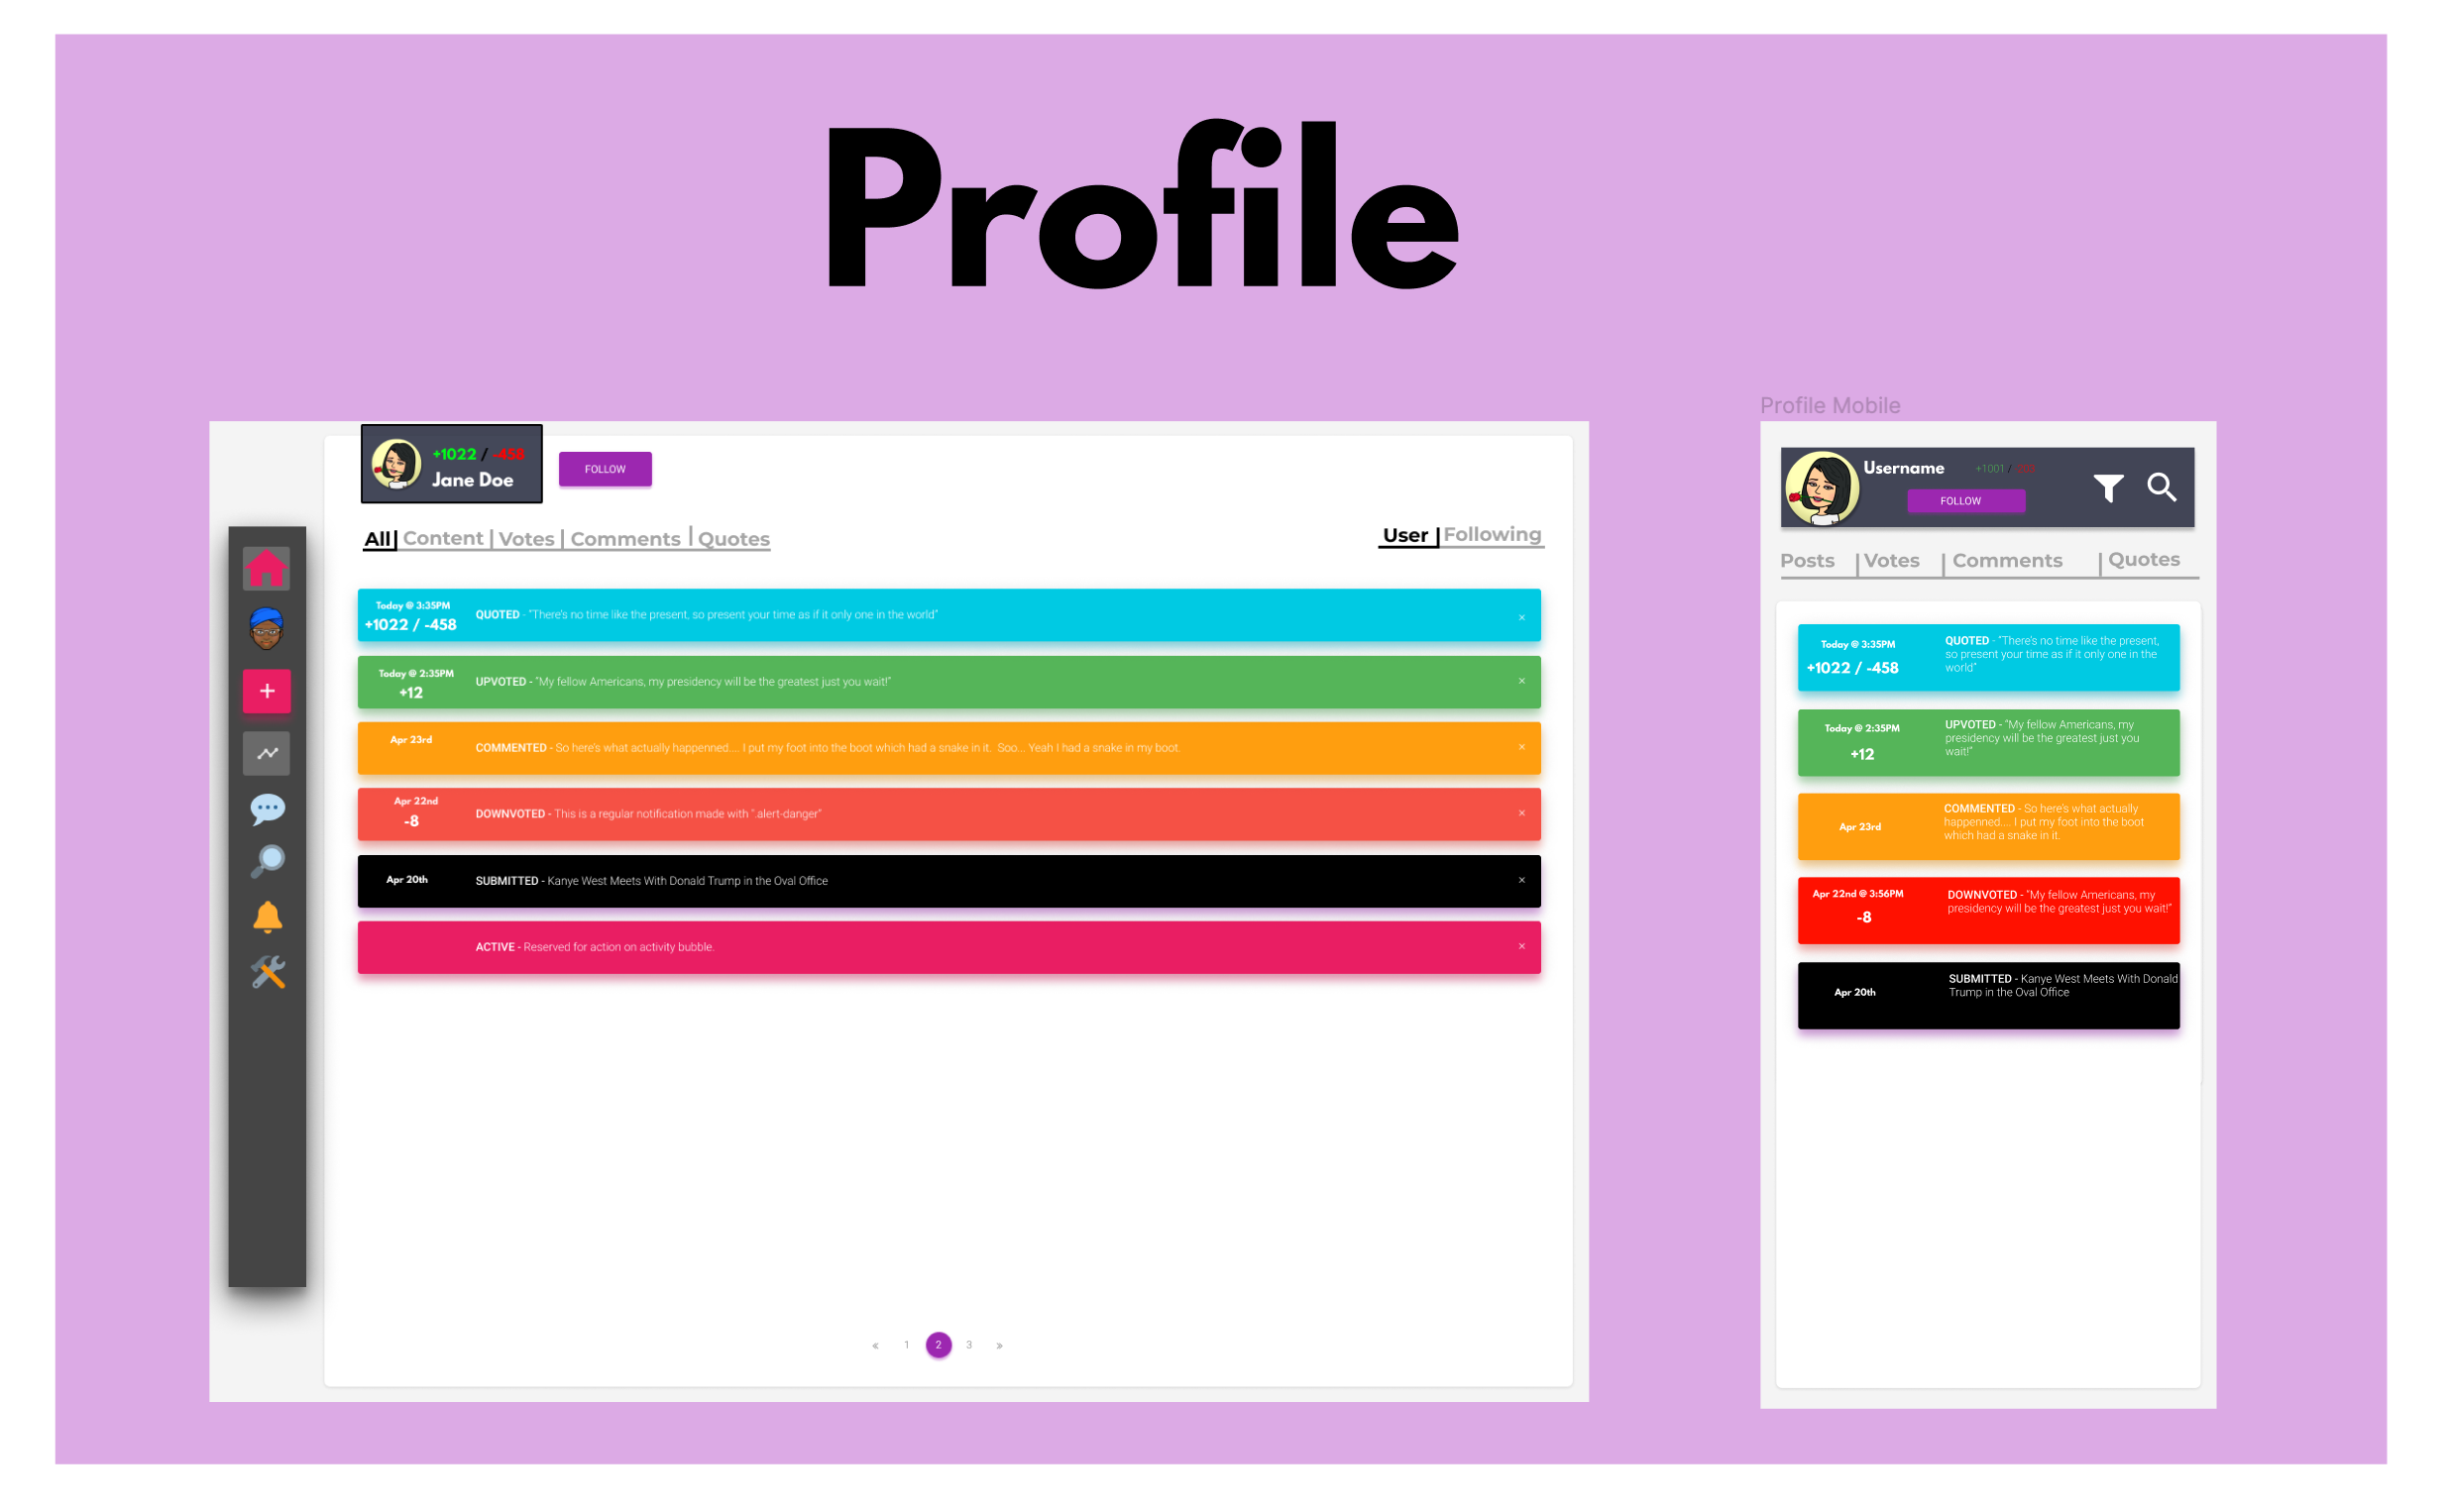 Profile
Profile Mobile
+1022 / -458
Jane Doe
FOLLOW
All Content Votes Comments Quotes
User Following
Today @ 3:35PM
+1022 / -458
QUOTED - "There's no time like the present, so present your time as if it only one in the world"
×
Today @ 2:35PM
+12
UPVOTED - "My fellow Americans, my presidency will be the greatest just you wait!"
×
Apr 23rd
COMMENTED - So here's what actually happenned.... I put my foot into the boot which had a snake in it. Soo... Yeah I had a snake in my boot.
×
Apr 22nd
-8
DOWNVOTED - This is a regular notification made with ".alert-danger"
×
Apr 20th
SUBMITTED - Kanye West Meets With Donald Trump in the Oval Office
×
ACTIVE - Reserved for action on activity bubble.
×
« 1 2 3 »
Username
+1001 /
FOLLOW
Posts Votes Comments Quotes
Today @ 3:35PM
+1022 / -458
QUOTED - "There's no time like the present,
so present your time as if it only one in the
world"
Today @ 2:35PM
+12
UPVOTED - "My fellow Americans, my
presidency will be the greatest just you
wait!"
Apr 23rd
COMMENTED - So here's what actually
happenned.... I put my foot into the boot
which had a snake in it.
Apr 22nd @ 3:56PM
-8
DOWNVOTED - "My fellow Americans, my
presidency will be the greatest just you wait!"
Apr 20th
SUBMITTED - Kanye West Meets With Donald
Trump in the Oval Office